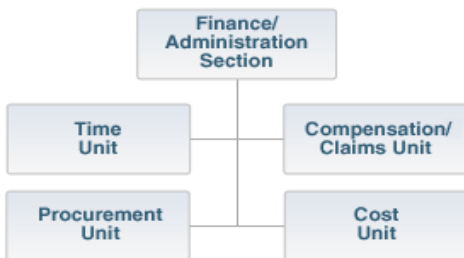 Finance/
Administration
Section
Time
Unit
Compensation/
Claims Unit
Procurement
Unit
Cost
Unit